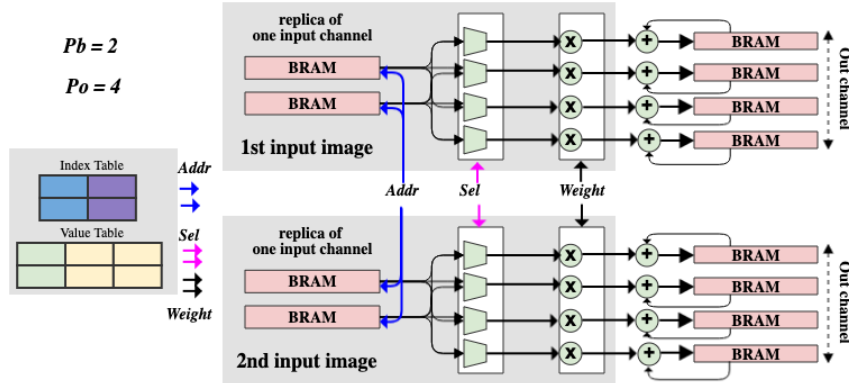 Pb = 2
Po = 4
replica of
one input channel
BRAM
BRAM
1st input image
X
X
X
X
+
+
+
+
BRAM
BRAM
BRAM
BRAM
Out channel
Index Table
Value Table
Addr
Sel
Weight
Addr
Sel
Weight
replica of
one input channel
BRAM
BRAM
2nd input image
X
X
X
X
+
+
+
+
BRAM
BRAM
BRAM
BRAM
Out channel